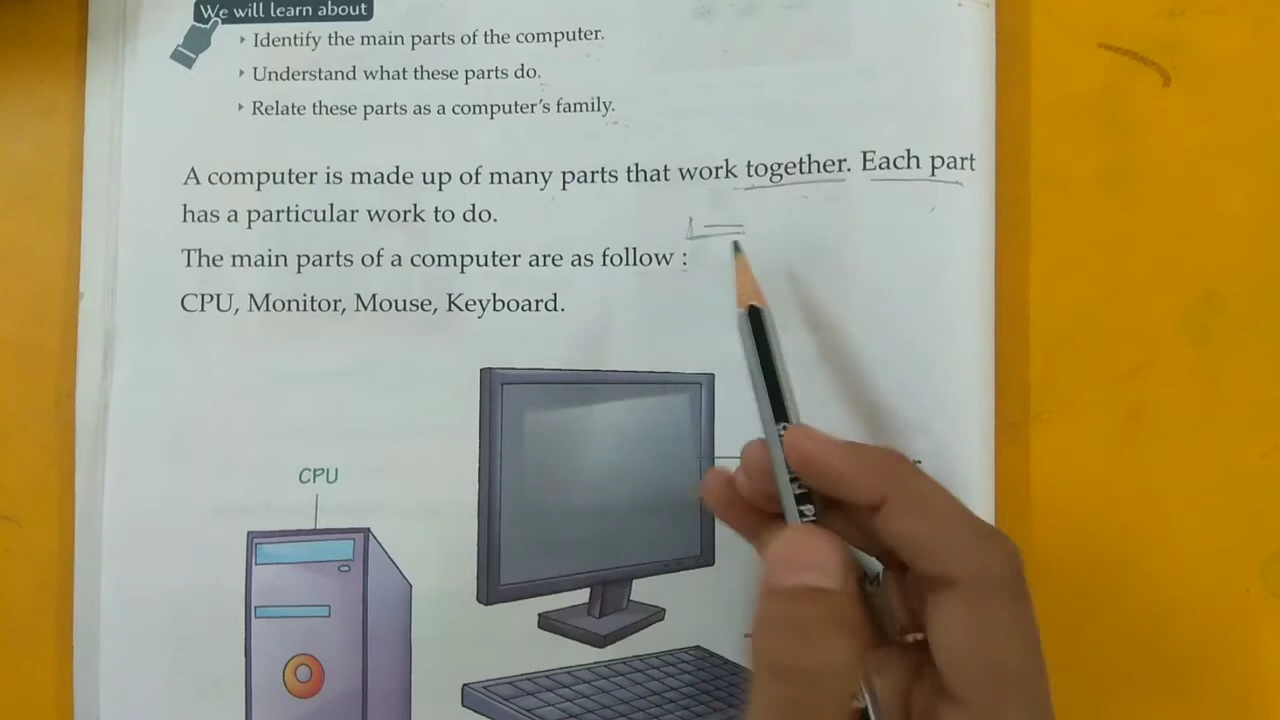 We will learn about
‣ Identify the main parts of the computer.
‣ Understand what these parts do.
‣ Relate these parts as a computer's family.
A computer is made up of many parts that work together. Each part
has a particular work to do.
The main parts of a computer are as follow :
CPU, Monitor, Mouse, Keyboard.
CPU